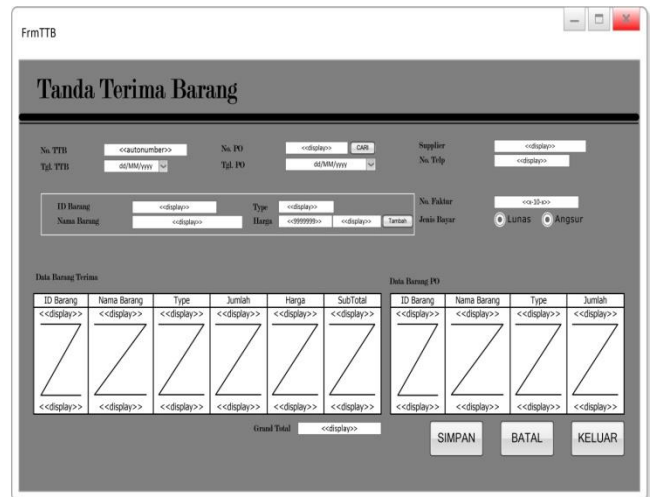 FrmTTB
Tanda Terima Barang
No. TTB <<autonumber>> No. PO <<display>> CARI Supplier <<display>>
Tgl. TTB dd/MM/yyyy Tgl. PO dd/MM/yyyy No. Telp <<display>>
ID Barang <<display>> Type <<display>> No. Faktur <<x-10-x>>
Nama Barang <<display>> Harga <<9999999>> <<display>> Tambah Jenis Bayar Lunas Angsur
Data Barang Terima Data Barang PO
ID Barang Nama Barang Type Jumlah Harga SubTotal ID Barang Nama Barang Type Jumlah
<<display>> <<display>> <<display>> <<display>> <<display>> <<display>> <<display>> <<display>> <<display>> <<display>>
<<display>> <<display>> <<display>> <<display>> <<display>> <<display>> <<display>> <<display>> <<display>> <<display>>
Grand Total <<display>>
SIMPAN BATAL KELUAR